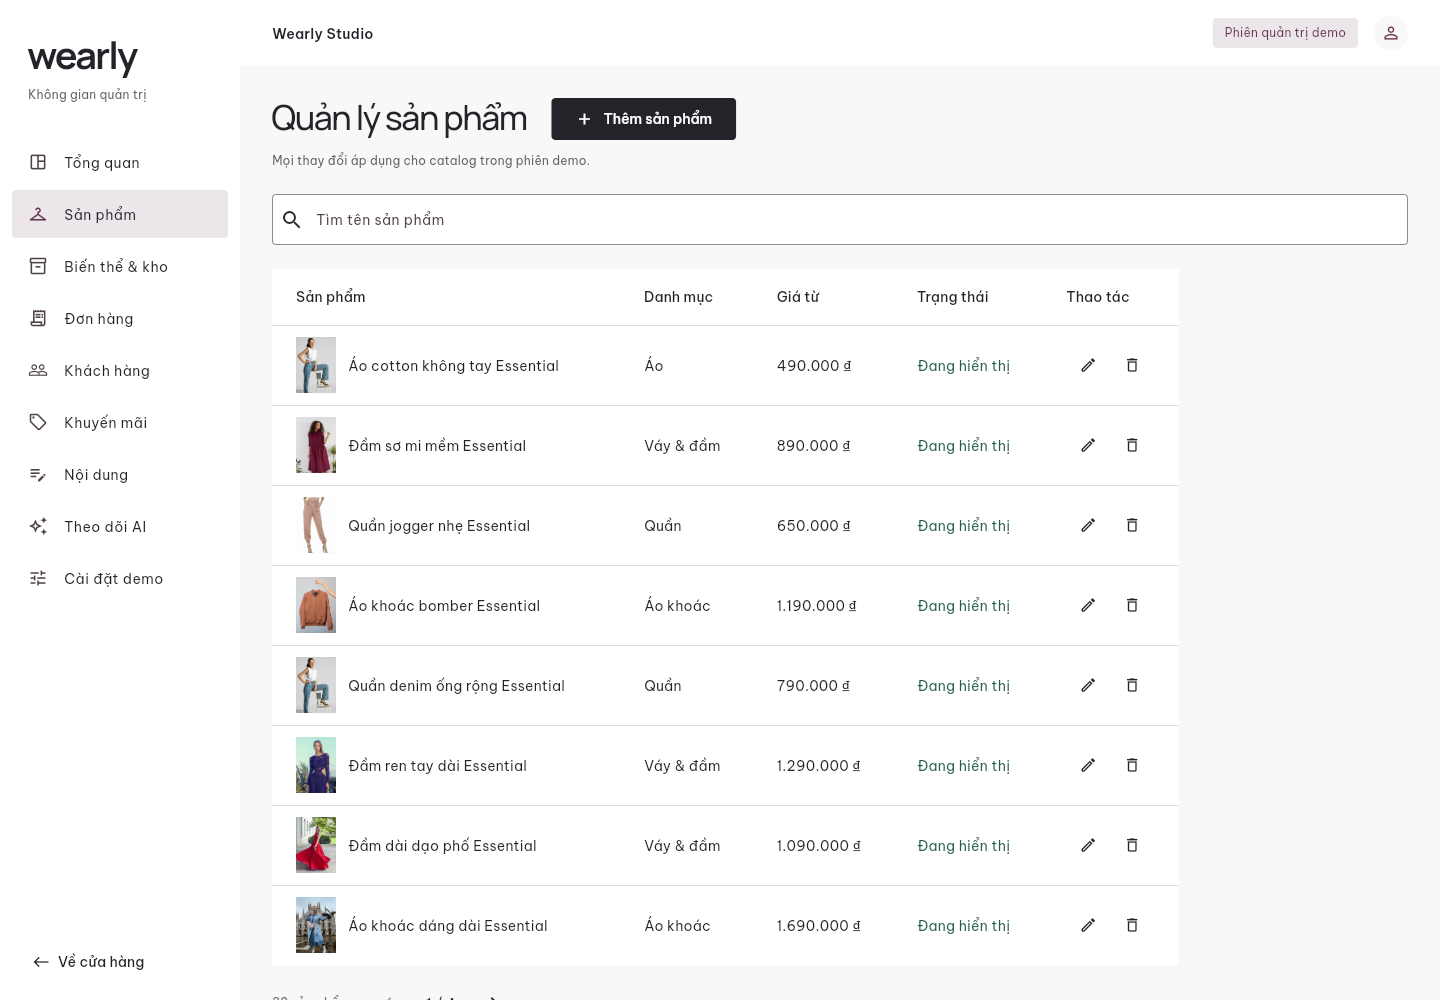 wearly
Không gian quản trị
Tổng quan
Sản phẩm
Biến thể & kho
Đơn hàng
Khách hàng
Khuyến mãi
Nội dung
Theo dõi AI
Cài đặt demo
Về cửa hàng
Wearly Studio
Phiên quản trị demo
Quản lý sản phẩm
Thêm sản phẩm
Mọi thay đổi áp dụng cho catalog trong phiên demo.
Tìm tên sản phẩm
Sản phẩm Danh mục Giá từ Trạng thái Thao tác
Áo cotton không tay Essential Áo 490.000 ₫ Đang hiển thị
Đầm sơ mi mềm Essential Váy & đầm 890.000 ₫ Đang hiển thị
Quần jogger nhẹ Essential Quần 650.000 ₫ Đang hiển thị
Áo khoác bomber Essential Áo khoác 1.190.000 ₫ Đang hiển thị
Quần denim ống rộng Essential Quần 790.000 ₫ Đang hiển thị
Đầm ren tay dài Essential Váy & đầm 1.290.000 ₫ Đang hiển thị
Đầm dài dạo phố Essential Váy & đầm 1.090.000 ₫ Đang hiển thị
Áo khoác dáng dài Essential Áo khoác 1.690.000 ₫ Đang hiển thị